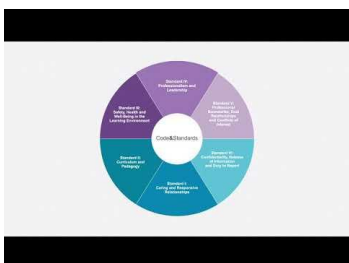 Standard IV:
Professionalism and
Leadership
Standard V:
Professional
Boundaries, Dual
Relationships
and Conflicts of
Interest
Standard VI:
Confidentiality, Release
of Information
and Duty to Report
Standard I:
Caring and Responsive
Relationships
Standard II:
Curriculum and
Pedagogy
Standard III:
Safety, Health and
Well-Being in the
Learning Environment
Code&Standards